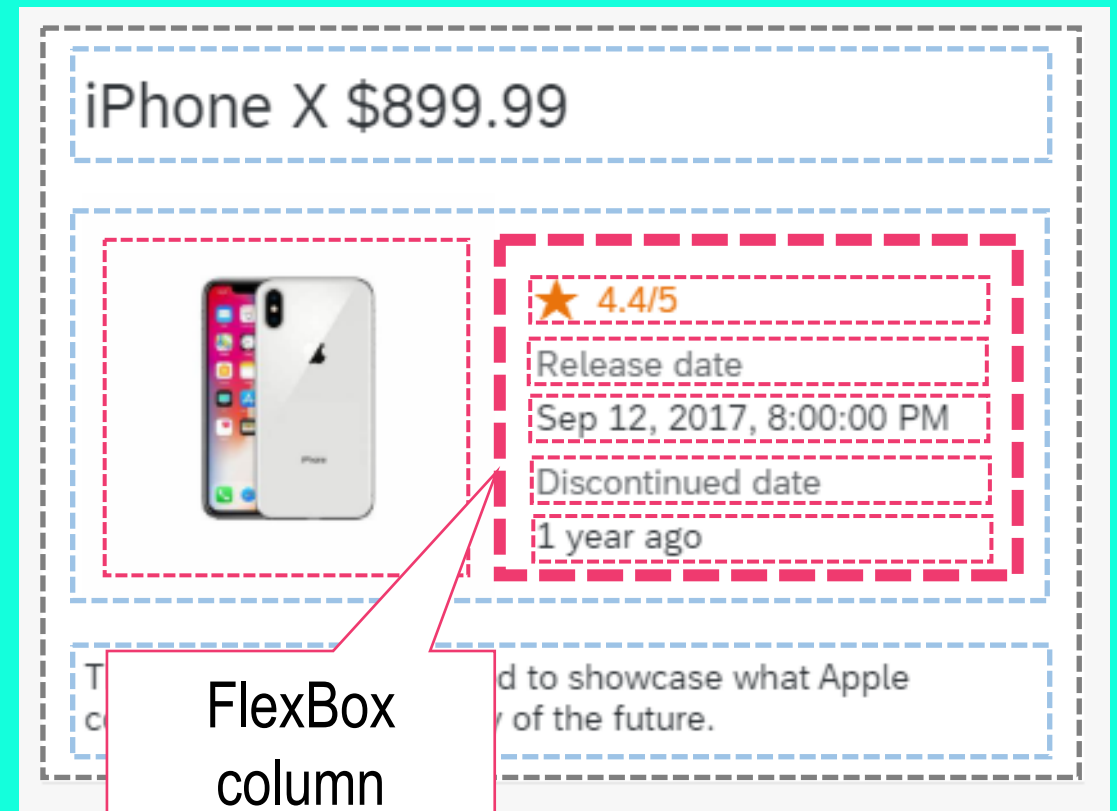 iPhone X $899.99
4.4/5
Release date
Sep 12, 2017, 8:00:00 PM
Discontinued date
1 year ago
to showcase what Apple
of the future.
FlexBox
column